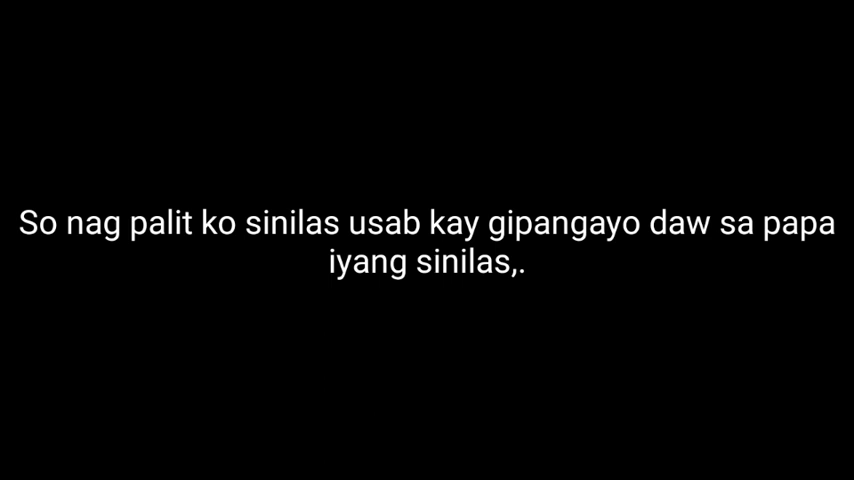 So nag palit ko sinilas usab kay gipangayo daw sa papa
iyang sinilas,.